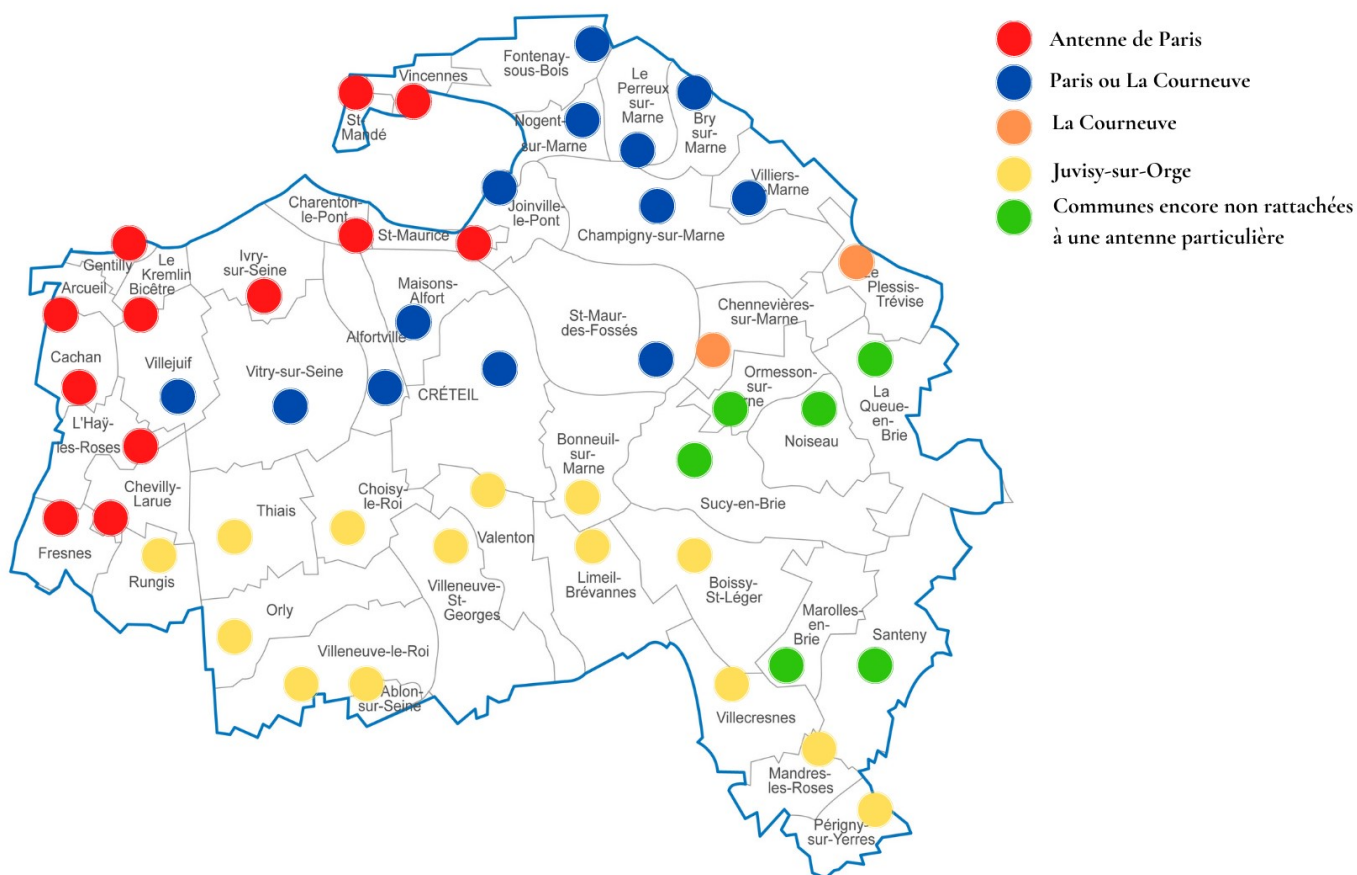 Antenne de Paris
Paris ou La Courneuve
La Courneuve
Juvisy-sur-Orge
Communes encore non rattachées
à une antenne particulière
Fontenay-
sous-Bois
Vincennes
St-
Mandé
Le
Perreux
sur-
Marne
Bry
sur-
Marne
Nogent-
sur-Marne
Villiers-
-Marne
Joinville-
le-Pont
Champigny-sur-Marne
Charenton-
le-Pont
St-Maurice
Gentilly
Le
Kremlin
Bicêtre
Ivry-
sur-Seine
Arcueil
Maisons-
Alfort
Alfortville
Cachan
Villejuif
Vitry-sur-Seine
CRÉTEIL
St-Maur-
des-Fossés
Chennevières-
sur-Marne
Plessis-
Trévise
Ormesson-
sur-
rne
Noiseau
La
Queue-
en-Brie
L'Haÿ-
les-Roses
Bonneuil-
sur-
Marne
Sucy-en-Brie
Chevilly-
Larue
Thiais
Choisy-
le-Roi
Valenton
Fresnes
Rungis
Villeneuve-
St-
Georges
Limeil-
Brévannes
Boissy-
St-Léger
Orly
Villeneuve-le-Roi
Ablon-
sur-Seine
Marolles-
en-
Brie
Santeny
Villecresnes
Mandres-
les-Roses
Périgny-
sur-Yerres